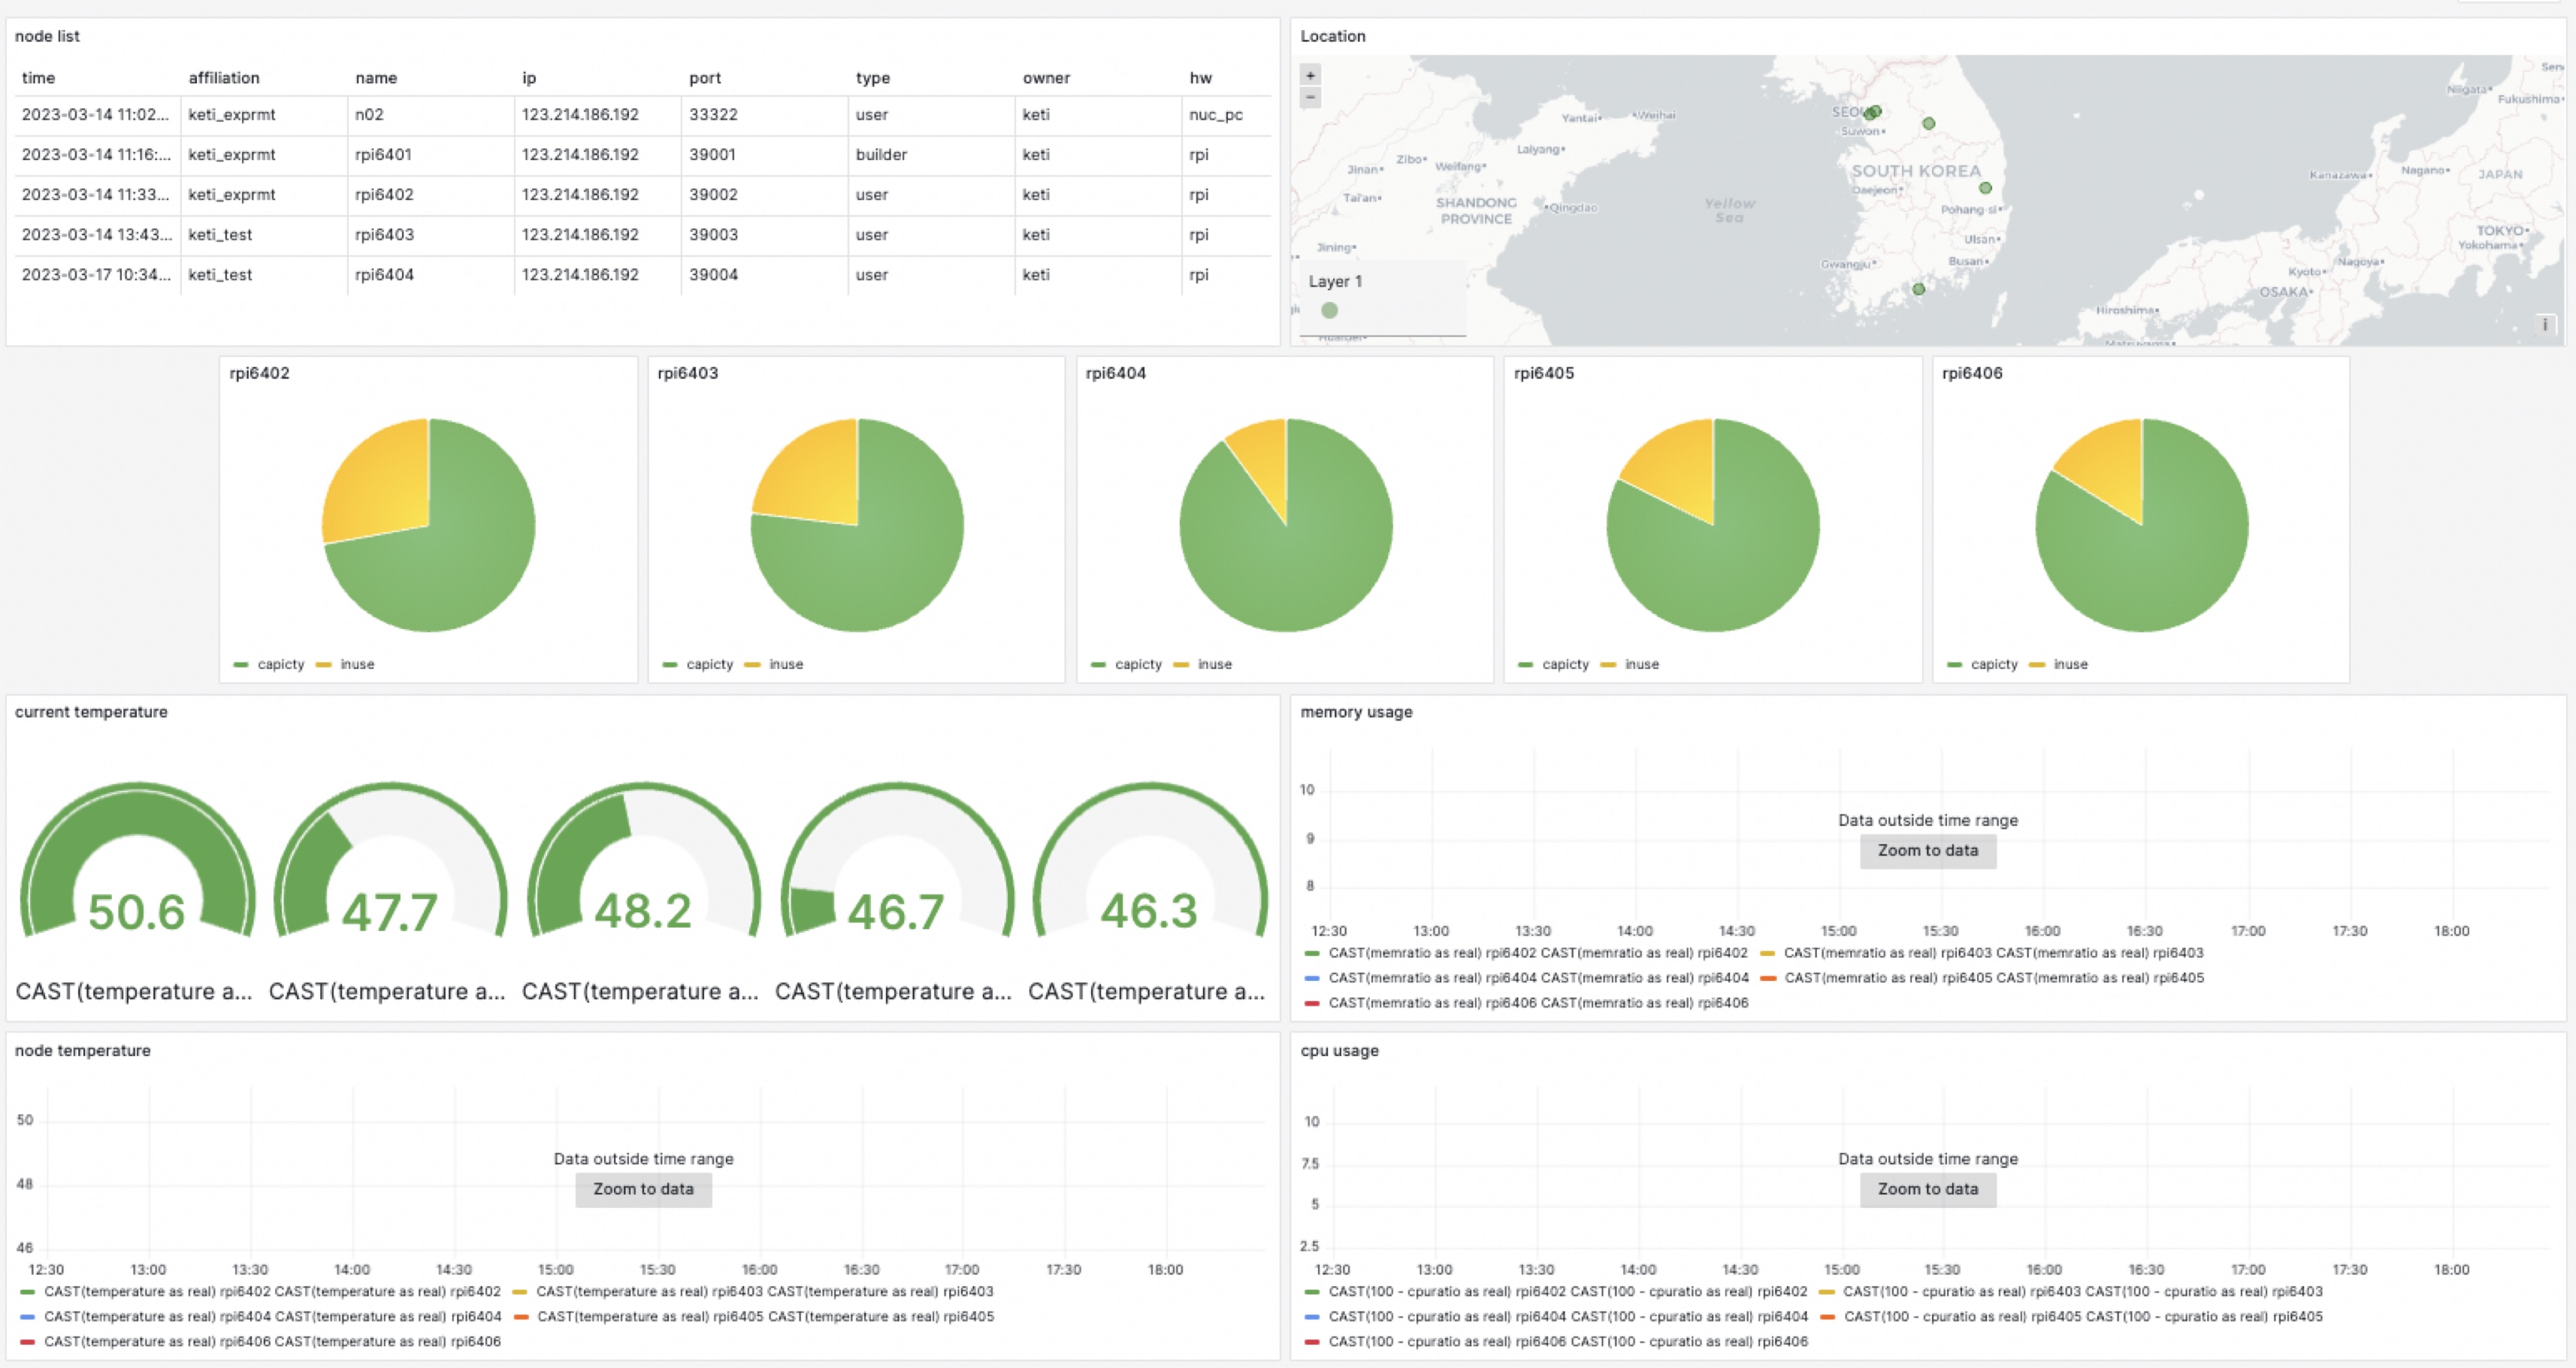 node list
time affiliation name ip port type owner hw
2023-03-14 11:02... keti_exprmt n02 123.214.186.192 33322 user keti nuc_pc
2023-03-14 11:16:... keti_exprmt rpi6401 123.214.186.192 39001 builder keti rpi
2023-03-14 11:33... keti_exprmt rpi6402 123.214.186.192 39002 user keti rpi
2023-03-14 13:43... keti_test rpi6403 123.214.186.192 39003 user keti rpi
2023-03-17 10:34... keti_test rpi6404 123.214.186.192 39004 user keti rpi
Location
+
−
Niigata
Fukushima
Yantai
Weihai
Suwon
Laiyang
Zibo
Weifang
Jinan
SOUTH KOREA
Kanazawa
Nagano
JAPAN
Daejeon
Tai'an
SHANDONG
PROVINCE
Qingdao
Yellow
Sea
Pohang-si
TOKYO
Yokohama
Jining
Ulsan
Gwangju
Busan
Nagoya
Kyoto
OSAKA
Layer 1
Hiroshima
i
rpi6402
capicty inuse
rpi6403
capicty inuse
rpi6404
capicty inuse
rpi6405
capicty inuse
rpi6406
capicty inuse
current temperature
50.6 47.7 48.2 46.7 46.3
CAST(temperature a... CAST(temperature a... CAST(temperature a... CAST(temperature a... CAST(temperature a...
memory usage
10
9
8
Data outside time range
Zoom to data
12:30 13:00 13:30 14:00 14:30 15:00 15:30 16:00 16:30 17:00 17:30 18:00
CAST(memratio as real) rpi6402 CAST(memratio as real) rpi6402 CAST(memratio as real) rpi6403 CAST(memratio as real) rpi6403
CAST(memratio as real) rpi6404 CAST(memratio as real) rpi6404 CAST(memratio as real) rpi6405 CAST(memratio as real) rpi6405
CAST(memratio as real) rpi6406 CAST(memratio as real) rpi6406
node temperature
50
48
46
Data outside time range
Zoom to data
12:30 13:00 13:30 14:00 14:30 15:00 15:30 16:00 16:30 17:00 17:30 18:00
CAST(temperature as real) rpi6402 CAST(temperature as real) rpi6402 CAST(temperature as real) rpi6403 CAST(temperature as real) rpi6403
CAST(temperature as real) rpi6404 CAST(temperature as real) rpi6404 CAST(temperature as real) rpi6405 CAST(temperature as real) rpi6405
CAST(temperature as real) rpi6406 CAST(temperature as real) rpi6406
cpu usage
10
7.5
5
2.5
Data outside time range
Zoom to data
12:30 13:00 13:30 14:00 14:30 15:00 15:30 16:00 16:30 17:00 17:30 18:00
CAST(100 - cpuratio as real) rpi6402 CAST(100 - cpuratio as real) rpi6402 CAST(100 - cpuratio as real) rpi6403 CAST(100 - cpuratio as real) rpi6403
CAST(100 - cpuratio as real) rpi6404 CAST(100 - cpuratio as real) rpi6404 CAST(100 - cpuratio as real) rpi6405 CAST(100 - cpuratio as real) rpi6405
CAST(100 - cpuratio as real) rpi6406 CAST(100 - cpuratio as real) rpi6406